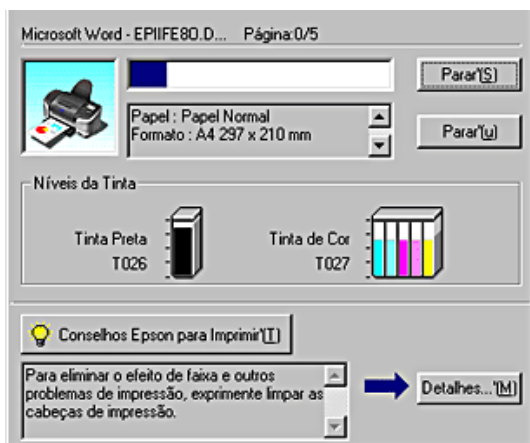 Microsoft Word - EPIIFE80.D... Página:0/5
Parar'(S)
Papel : Papel Normal
Formato : A4 297 x 210 mm
Parar'(u)
Níveis da Tinta
Tinta Preta
T026
Tinta de Cor
T027
Conselhos Epson para Imprimir'(T)
Para eliminar o efeito de faixa e outros
problemas de impressão, exprimente limpar as
cabeças de impressão.
Detalhes...'(M)